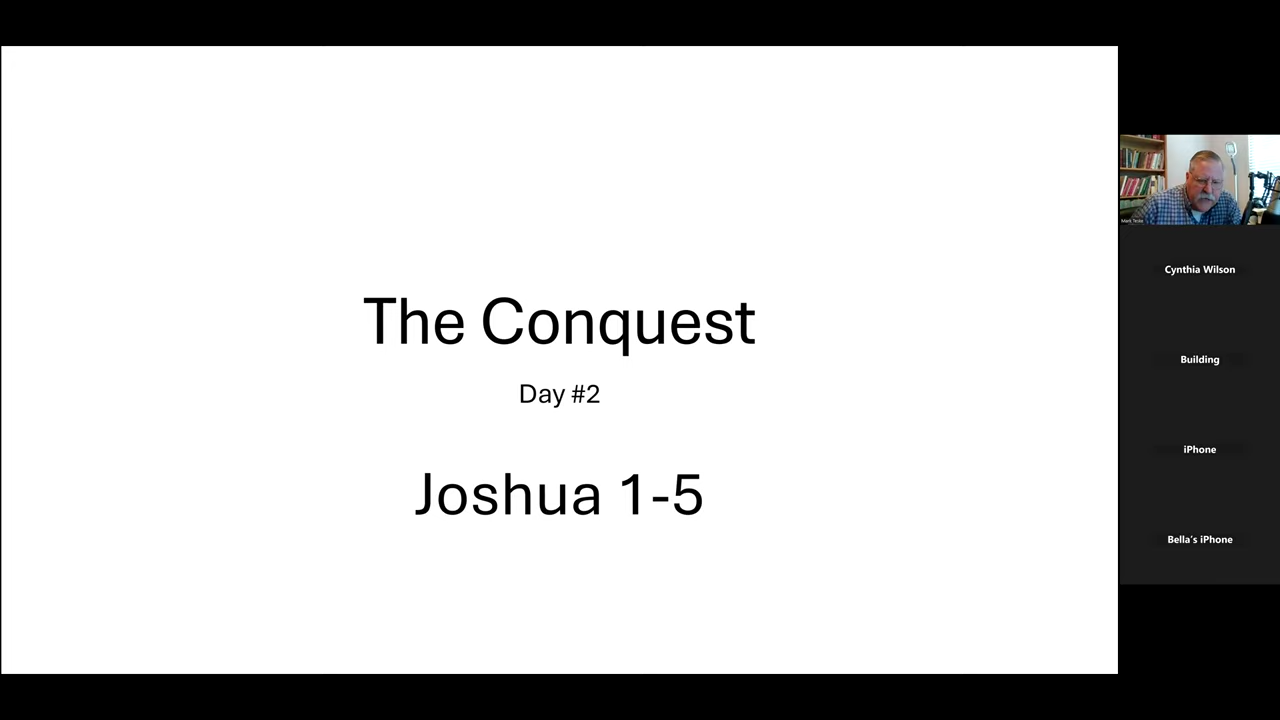 The Conquest
Day #2
Joshua 1-5
Cynthia Wilson
Building
iPhone
Bella's iPhone